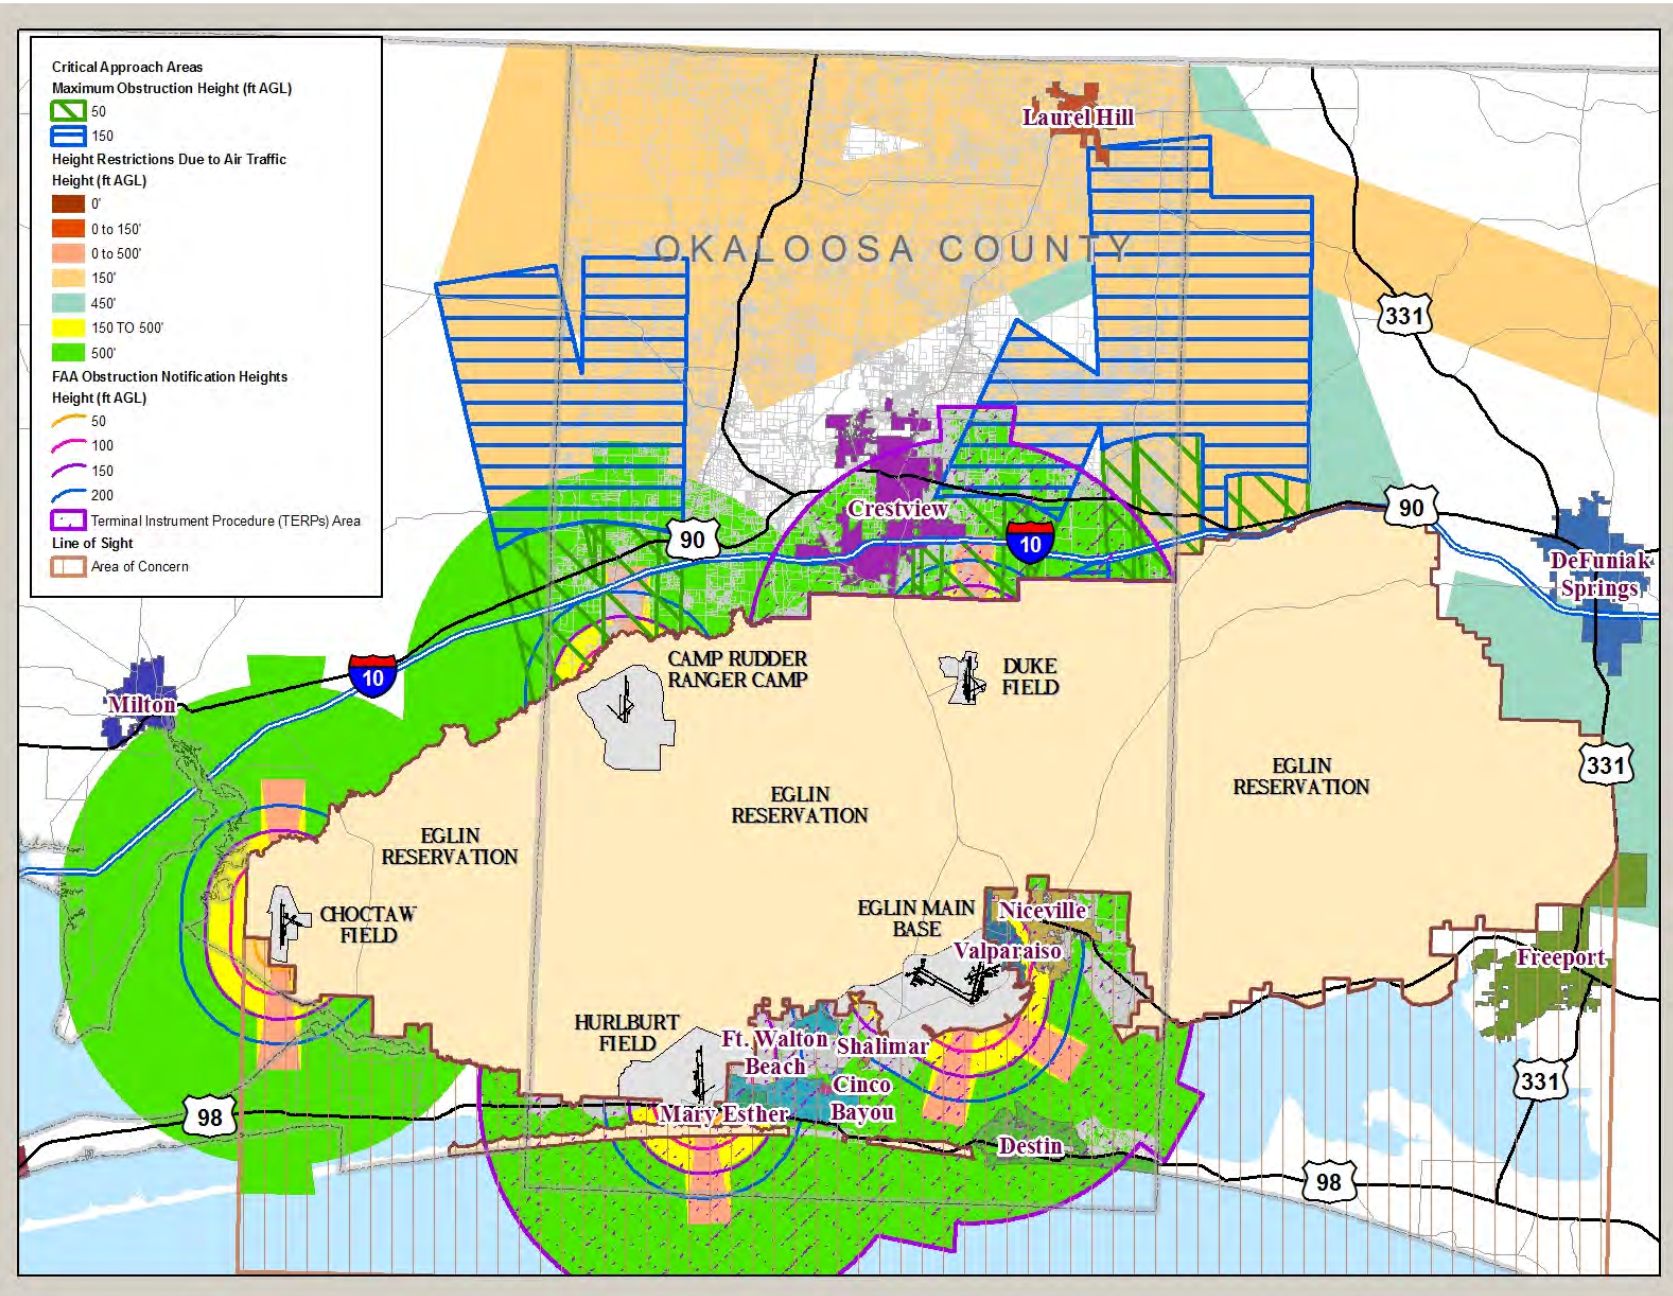 Critical Approach Areas
Maximum Obstruction Height (ft AGL)
50
150
Height Restrictions Due to Air Traffic
Height (ft AGL)
0'
0 to 150'
0 to 500'
150'
450'
150 TO 500'
500'
FAA Obstruction Notification Heights
Height (ft AGL)
50
100
150
200
Terminal Instrument Procedure (TERPs) Area
Line of Sight
Area of Concern
Laurel Hill
OKALOOSA COUNTY
331
Crestview
90
90
10
DeFuniak
Springs
CAMP RUDDER
RANGER CAMP
DUKE
FIELD
10
Milton
331
EGLIN
RESERVATION
EGLIN
RESERVATION
EGLIN
RESERVATION
CHOCTAW
FIELD
EGLIN MAIN
BASE
Niceville
Valparaiso
Freeport
HURLBURT
FIELD
Ft. Walton
Beach
Shalimar
Cinco
Bayou
331
98
Mary Esther
Destin
98